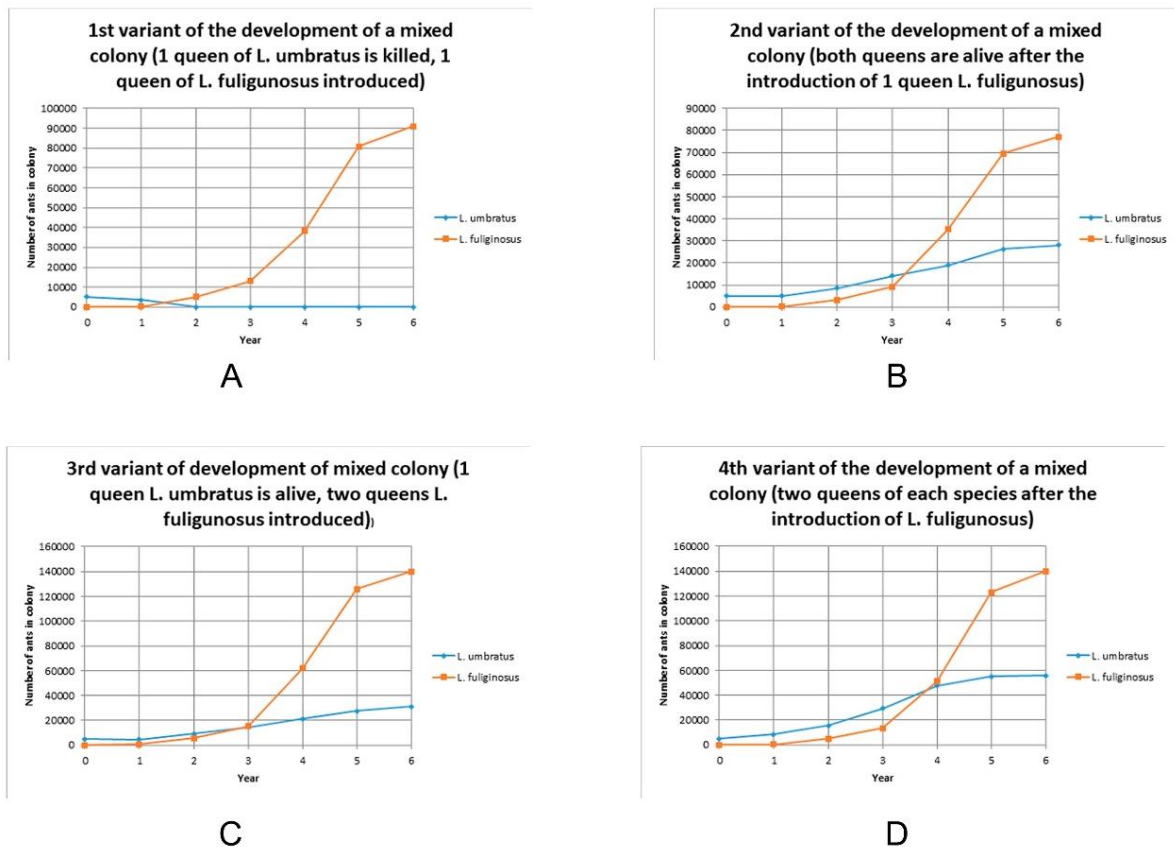 1st variant of the development of a mixed
colony (1 queen of L. umbratus is killed, 1
queen of L. fuligunosus introduced)
100000
90000
80000
70000
60000
50000
40000
30000
20000
10000
0
Number of ants in colony
0 1 2 3 4 5 6
Year
L. umbratus
L. fuliginosus
A
2nd variant of the development of a mixed
colony (both queens are alive after the
introduction of 1 queen L. fuligunosus)
90000
80000
70000
60000
50000
40000
30000
20000
10000
0
Number of ants in colony
0 1 2 3 4 5 6
Year
L. umbratus
L. fuliginosus
B
3rd variant of development of mixed colony (1
queen L. umbratus is alive, two queens L.
fuligunosus introduced))
160000
140000
120000
100000
80000
60000
40000
20000
0
Number of ants in colony
0 1 2 3 4 5 6
Year
L. umbratus
L. fuliginosus
C
4th variant of the development of a mixed
colony (two queens of each species after the
introduction of L. fuligunosus)
160000
140000
120000
100000
80000
60000
40000
20000
0
Number of ants in colony
0 1 2 3 4 5 6
Year
L. umbratus
L. fuliginosus
D